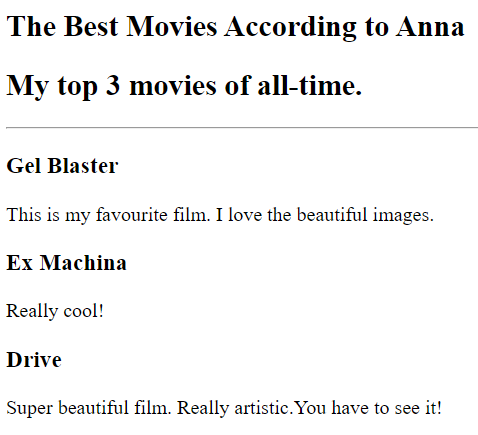 The Best Movies According to Anna
My top 3 movies of all-time.
Gel Blaster
This is my favourite film. I love the beautiful images.
Ex Machina
Really cool!
Drive
Super beautiful film. Really artistic.You have to see it!